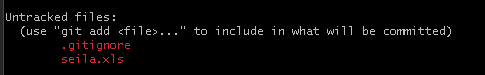 Untracked files:
(use "git add <file>..." to include in what will be committed)
.gitignore
seila.xls